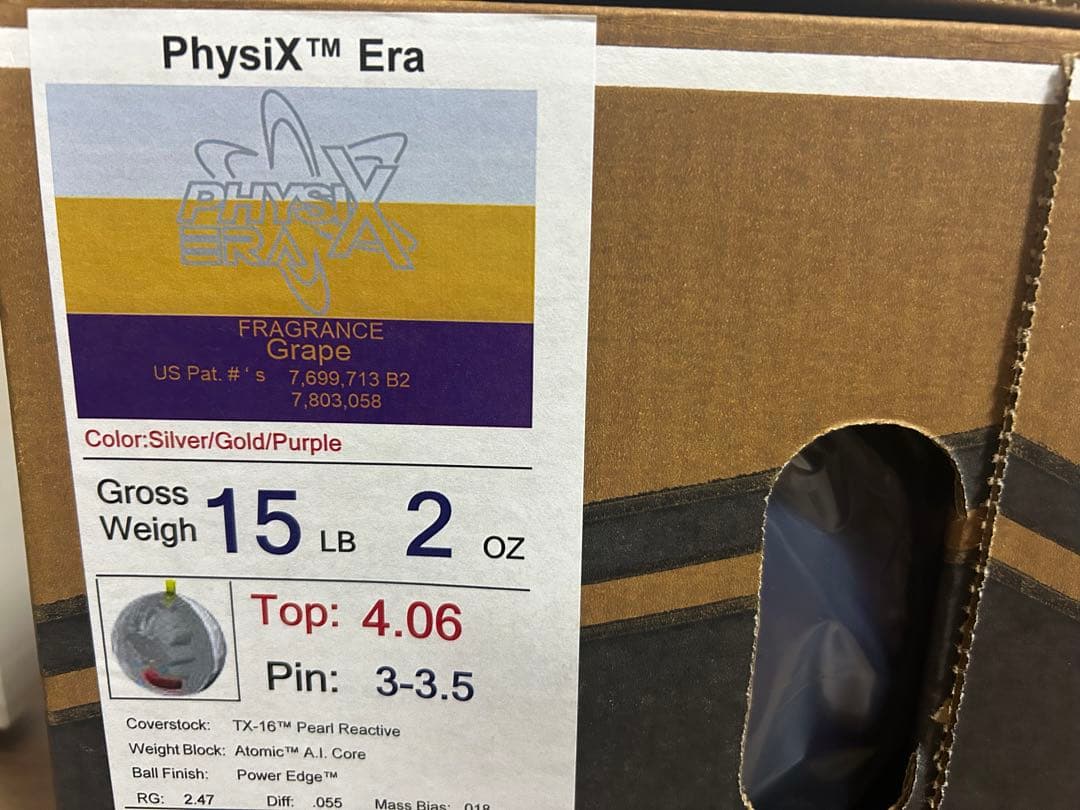 PhysiX™ Era
PHYSIX
ERA
FRAGRANCE
Grape
US Pat. # ' s 7,699,713 B2
7,803,058
Color:Silver/Gold/Purple
Gross
Weigh 15 LB 2 OZ
Top: 4.06
Pin: 3-3.5
Coverstock: TX-16™ Pearl Reactive
Weight Block: Atomic™ A.I. Core
Ball Finish: Power Edge™
RG: 2.47 Diff: .055 Mass Bias: .018